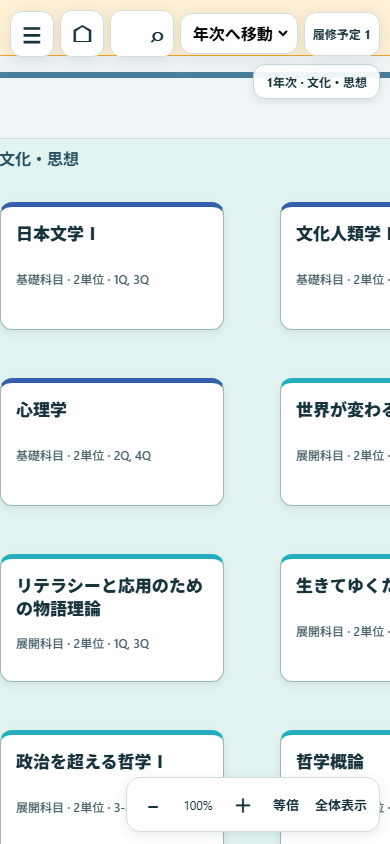 年次へ移動
履修予定 1
1年次・文化・思想
文化・思想
日本文学 I
基礎科目・2単位・1Q, 3Q
文化人類学
基礎科目・2単位・
心理学
基礎科目・2単位・2Q, 4Q
世界が変わる
展開科目・2単位・
リテラシーと応用のため
の物語理論
展開科目・2単位・1Q, 3Q
生きてゆくた
展開科目・2単位・
政治を超える哲学 I
展開科目・2単位・3-
哲学概論
− 100% + 等倍 全体表示